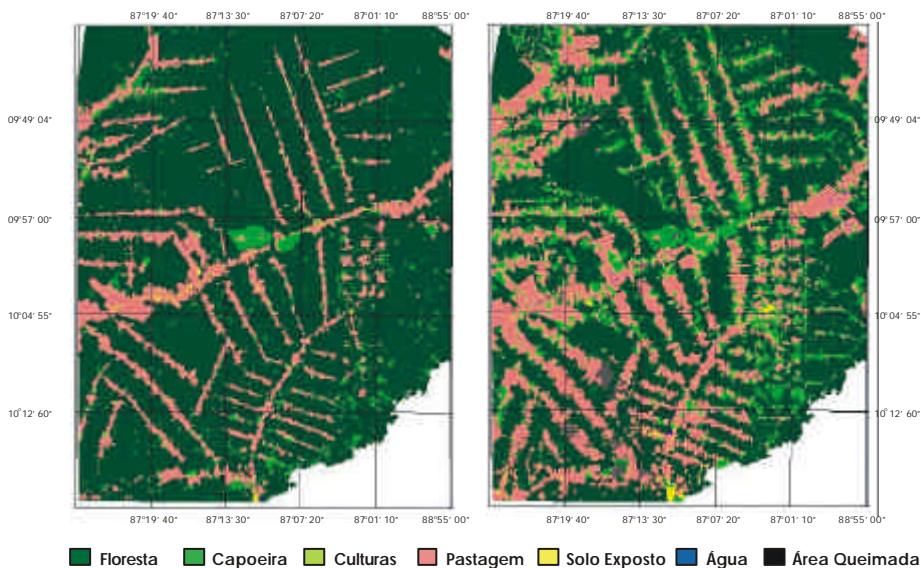 87°19' 40" 87°13' 30" 87°07' 20" 87°01' 10" 88°55' 00"
87°19' 40" 87°13' 30" 87°07' 20" 87°01' 10" 88°55' 00"
09°49' 04" 09°49' 04"
09°57' 00" 09°57' 00"
10°04' 55" 10°04' 55"
10°12' 60" 10°12' 60"
87°19' 40" 87°13' 30" 87°07' 20" 87°01' 10" 88°55' 00"
87°19' 40" 87°13' 30" 87°07' 20" 87°01' 10" 88°55' 00"
Floresta Capoeira Culturas Pastagem Solo Exposto Água Área Queimada